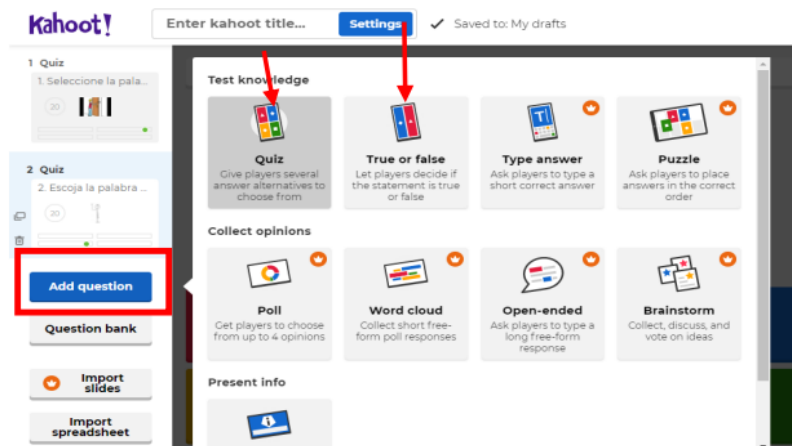 Kahoot!
Enter kahoot title...
Settings
Saved to: My drafts
1 Quiz
1. Seleccione la pala...
20
2 Quiz
2. Escoja la palabra ...
20
Add question
Question bank
Import
slides
Import
spreadsheet
Test knowledge
Quiz
Give players several
answer alternatives to
choose from
True or false
Let players decide if
the statement is true
or false
Type answer
Ask players to type a
short correct answer
Puzzle
Ask players to place
answers in the correct
order
Collect opinions
Poll
Get players to choose
from up to 4 opinions
Word cloud
Collect short free-
form poll responses
Open-ended
Ask players to type a
long free-form
response
Brainstorm
Collect, discuss, and
vote on ideas
Present info